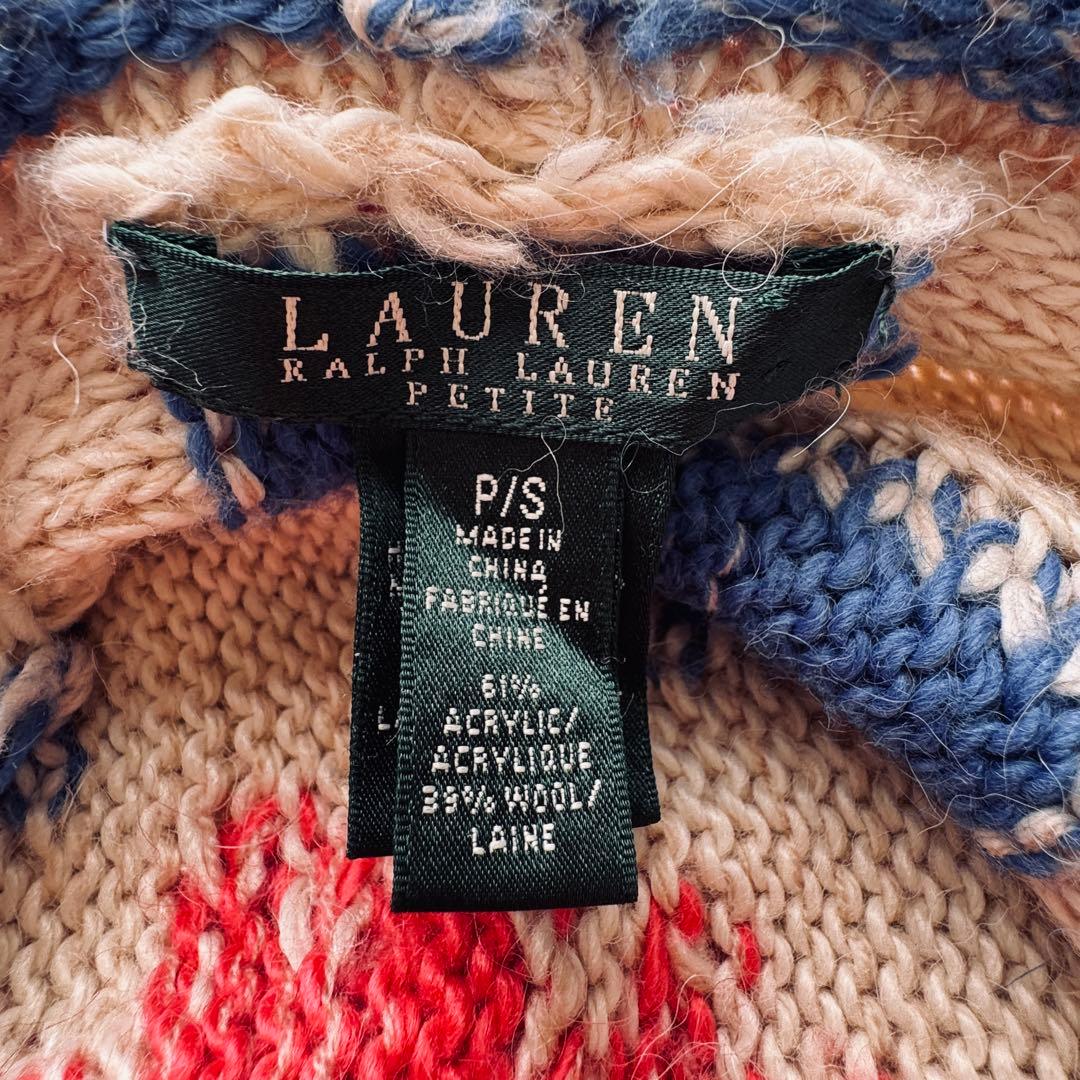 LAUREN
RALPH LAUREN
PETITE
P/S
MADE IN
CHINA
FABRIQUÉ EN
CHINE
61%
ACRYLIC/
ACRYLIQUE
39% WOOL/
LAINE